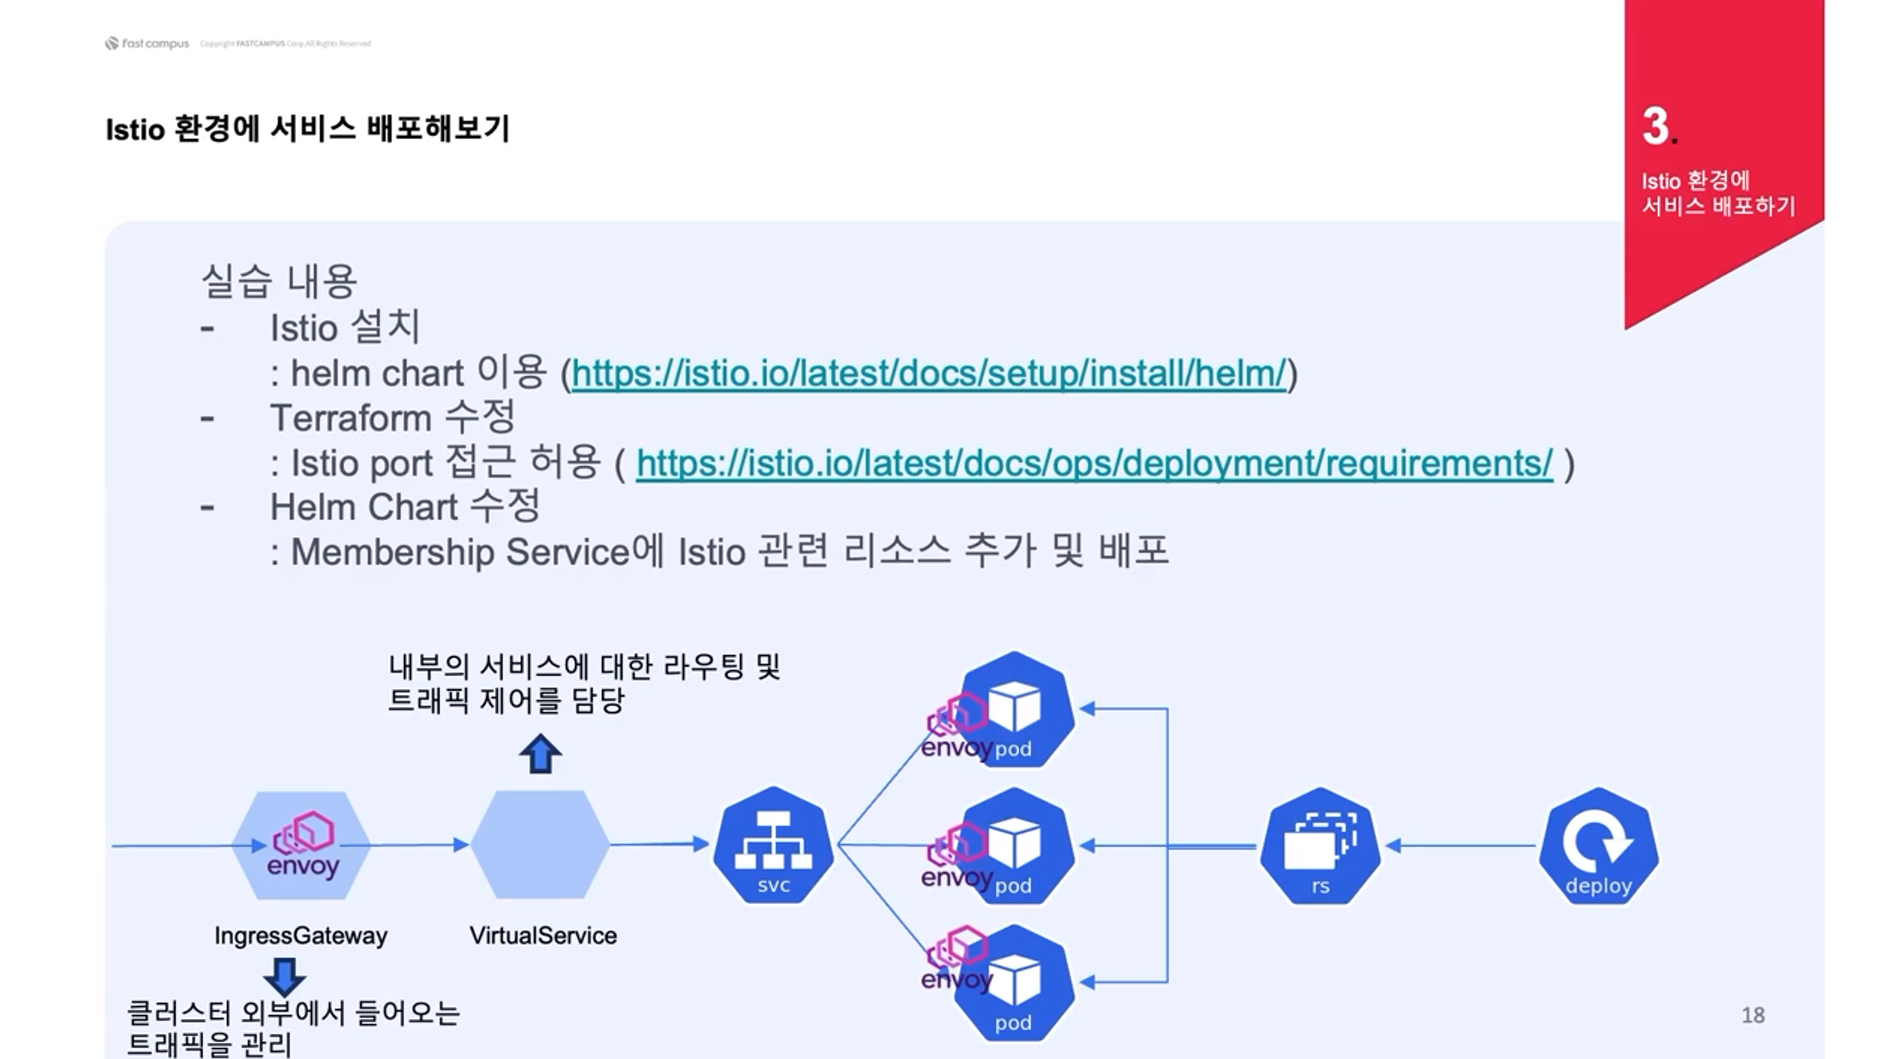 fast campus Copyright FASTCAMPUS Corp.All Rights Reserved
Istio 환경에 서비스 배포해보기
3.
Istio 환경에
서비스 배포하기
실습 내용
- Istio 설치
: helm chart 이용 (https://istio.io/latest/docs/setup/install/helm/)
- Terraform 수정
: Istio port 접근 허용 ( https://istio.io/latest/docs/ops/deployment/requirements/ )
- Helm Chart 수정
: Membership Service에 Istio 관련 리소스 추가 및 배포
내부의 서비스에 대한 라우팅 및
트래픽 제어를 담당
envoy pod
envoy
svc
envoy pod
rs
deploy
IngressGateway
VirtualService
envoy
pod
클러스터 외부에서 들어오는
트래픽을 관리
18